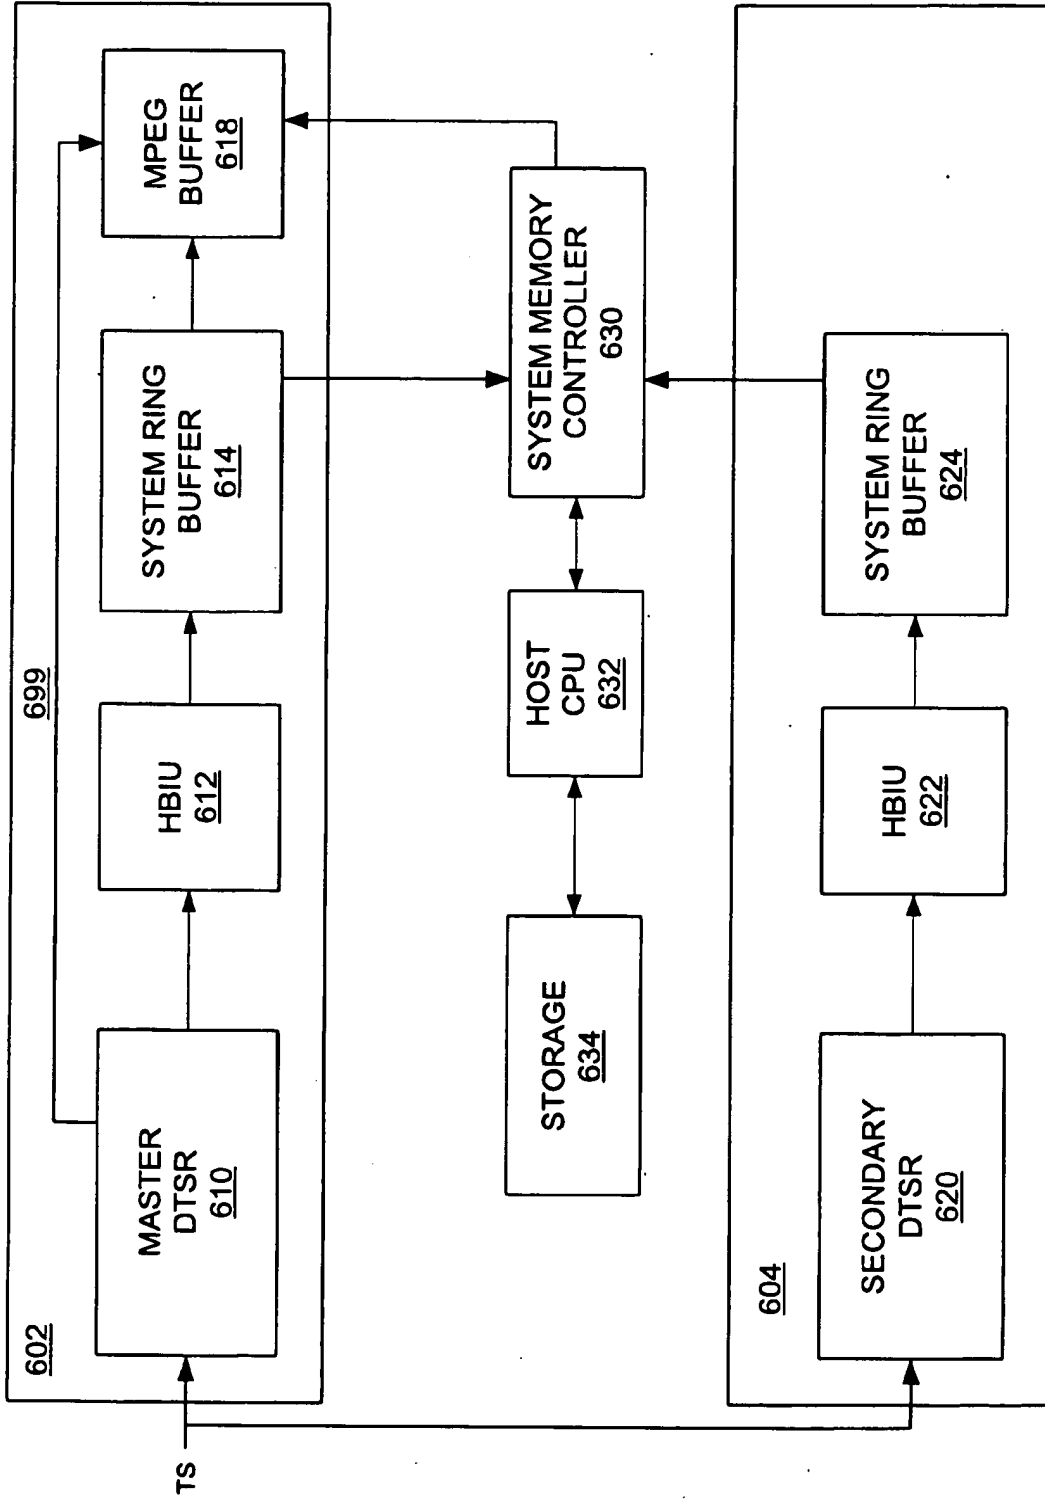 699
602
MASTER
DTSR
610
HBIU
612
SYSTEM RING
BUFFER
614
MPEG
BUFFER
618
TS
STORAGE
634
HOST
CPU
632
SYSTEM MEMORY
CONTROLLER
630
604
SECONDARY
DTSR
620
HBIU
622
SYSTEM RING
BUFFER
624